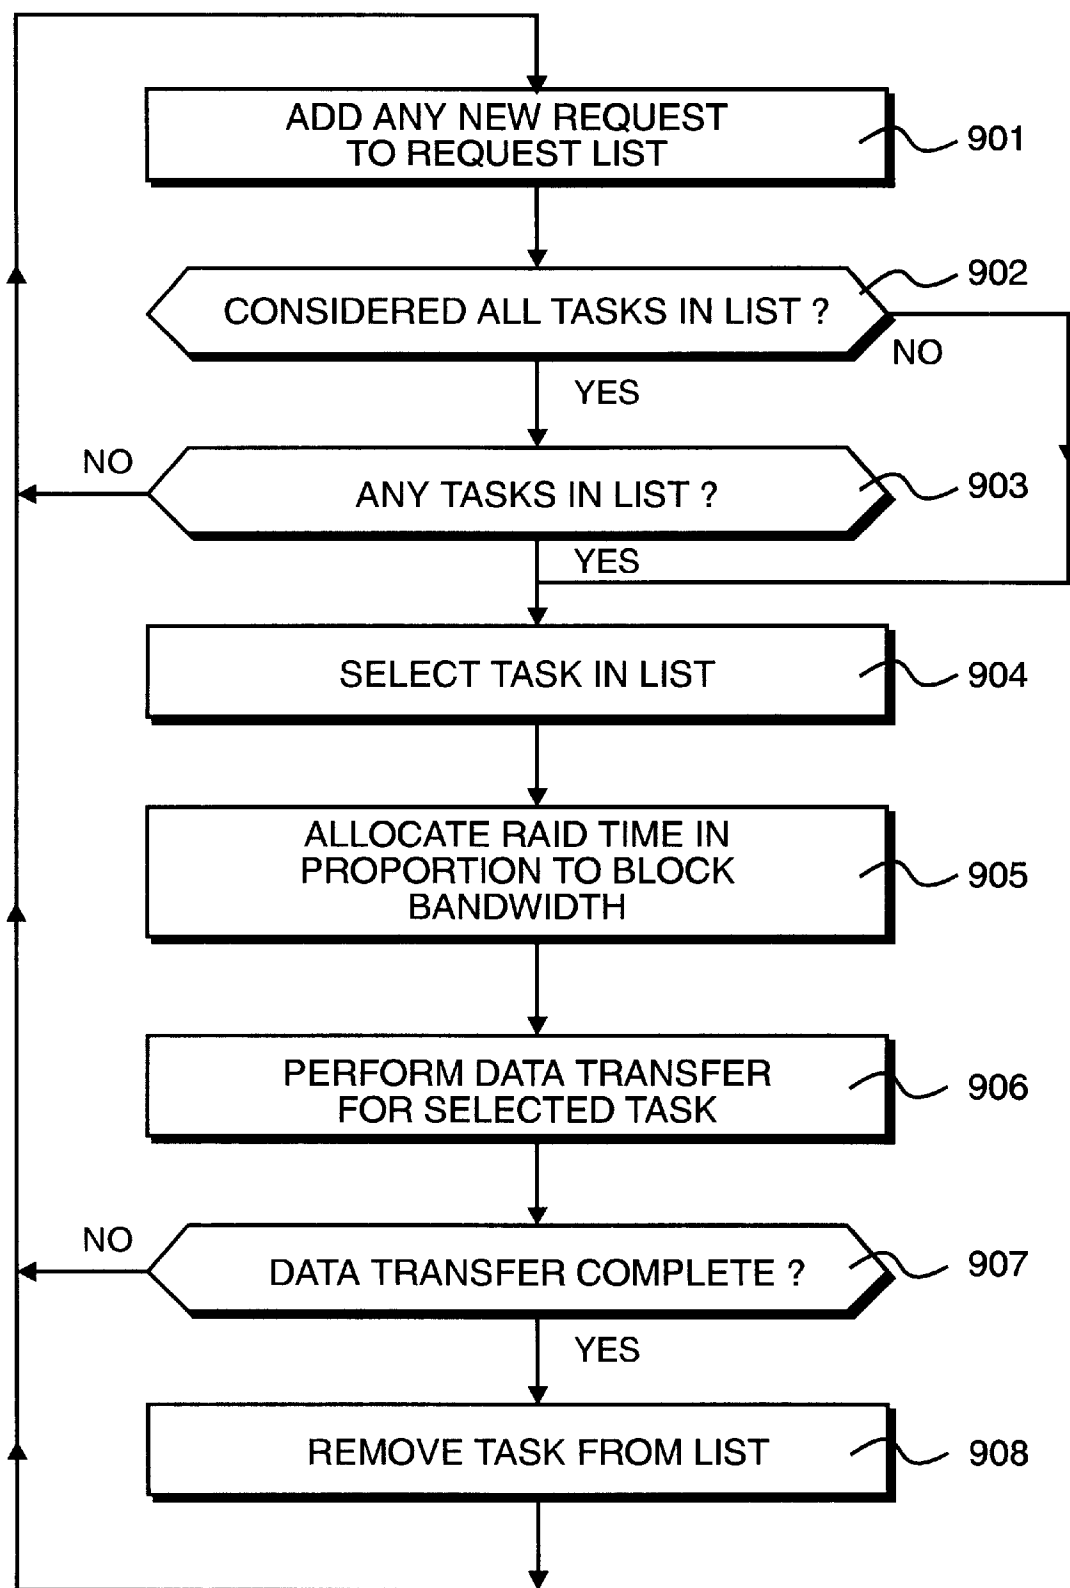 ADD ANY NEW REQUEST
TO REQUEST LIST
901
902
CONSIDERED ALL TASKS IN LIST ?
NO
YES
NO
ANY TASKS IN LIST ?
903
YES
SELECT TASK IN LIST
904
ALLOCATE RAID TIME IN
PROPORTION TO BLOCK
BANDWIDTH
905
PERFORM DATA TRANSFER
FOR SELECTED TASK
906
NO
DATA TRANSFER COMPLETE ?
907
YES
REMOVE TASK FROM LIST
908